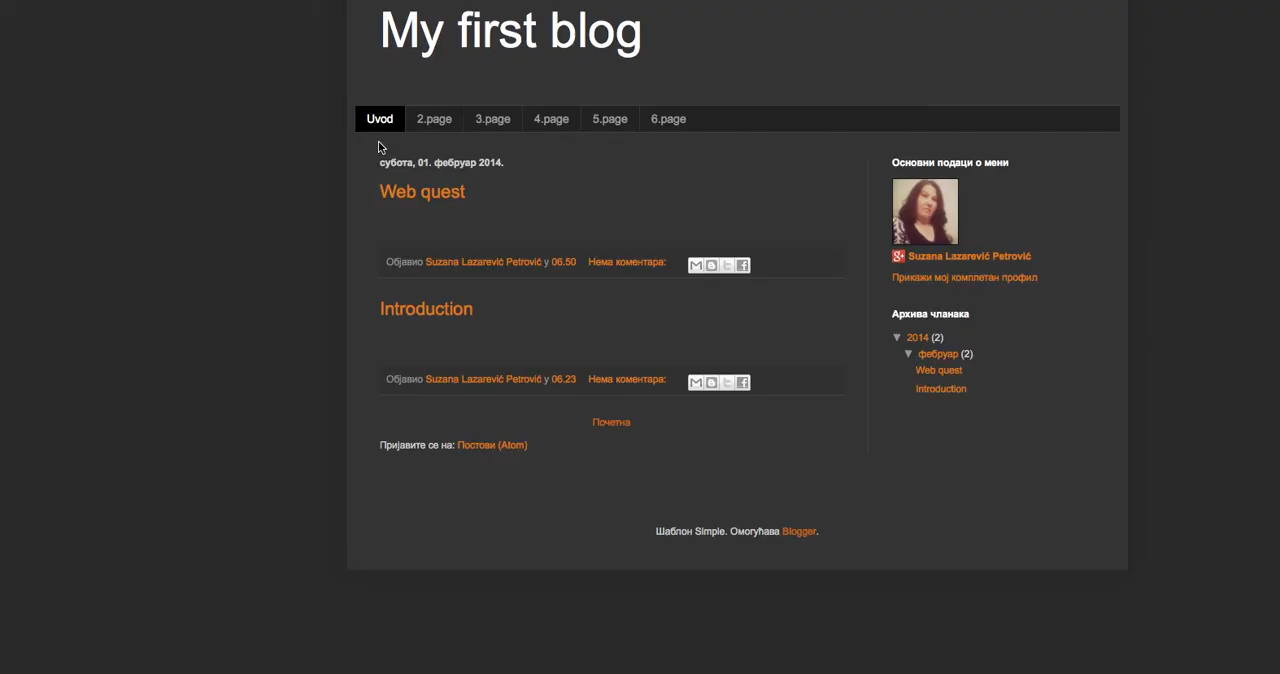 My first blog
Uvod 2.page 3.page 4.page 5.page 6.page
субота, 01. фебруар 2014.
Web quest
Објавио Suzana Lazarević Petrović у 06.50 Нема коментара:
Introduction
Објавио Suzana Lazarević Petrović у 06.23 Нема коментара:
Почетна
Пријавите се на: Постови (Atom)
Основни подаци о мени
Suzana Lazarević Petrović
Прикажи мој комплетан профил
Архива чланака
▼ 2014 (2)
▼ фебруар (2)
Web quest
Introduction
Шаблон Simple. Омогућава Blogger.